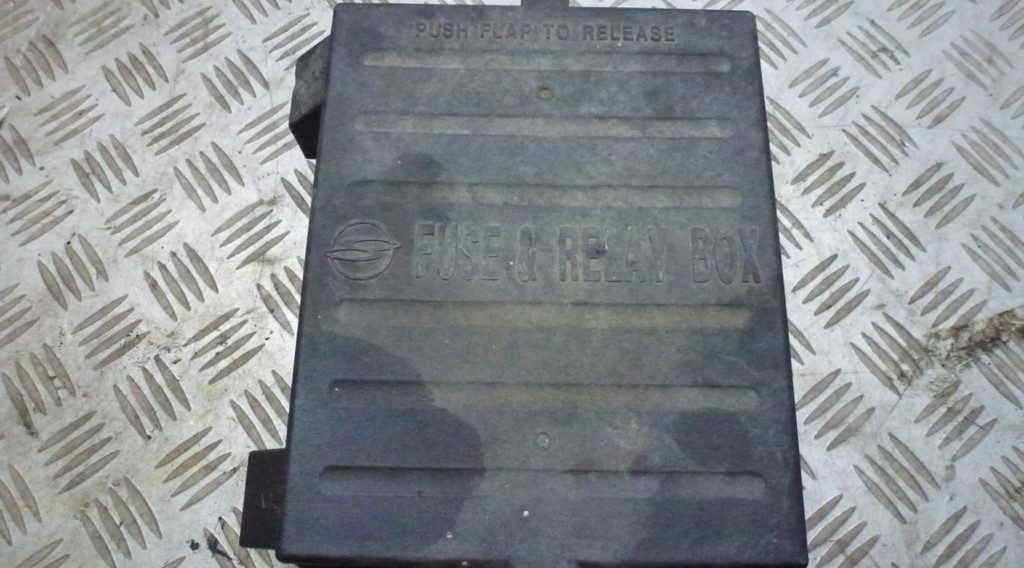 PUSH FLAP TO RELEASE
FUSE & RELAY BOX